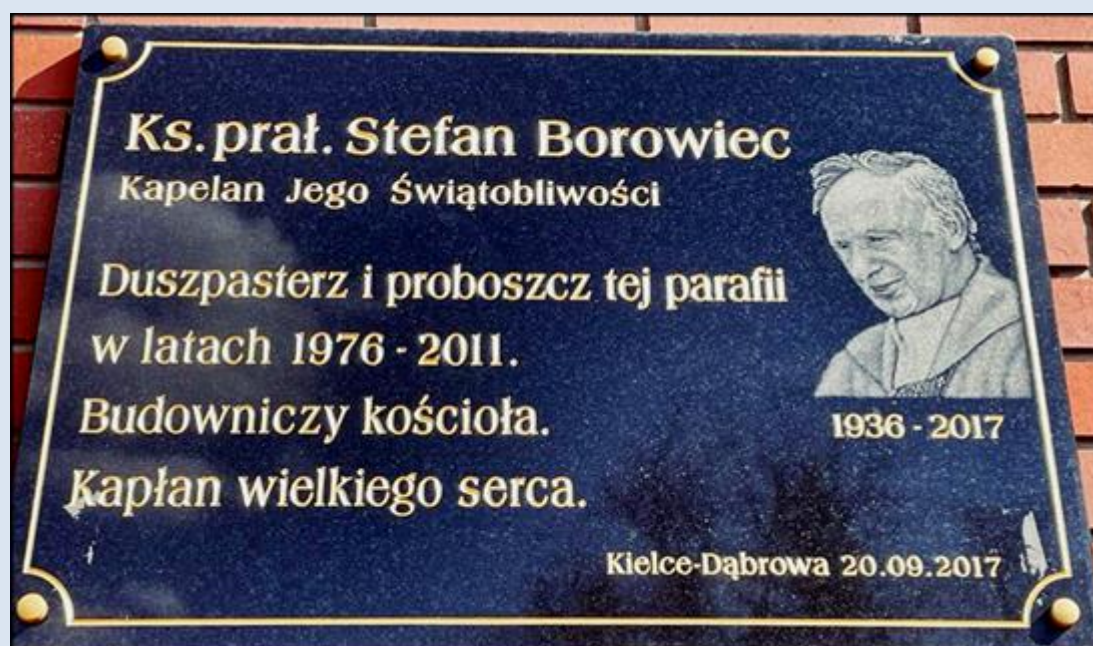 Ks. prał. Stefan Borowiec
Kapelan Jego Świątobliwości
Duszpasterz i proboszcz tej parafii
w latach 1976 - 2011.
Budowniczy kościoła.
Kapłan wielkiego serca.
1936 - 2017
Kielce-Dąbrowa 20.09.2017